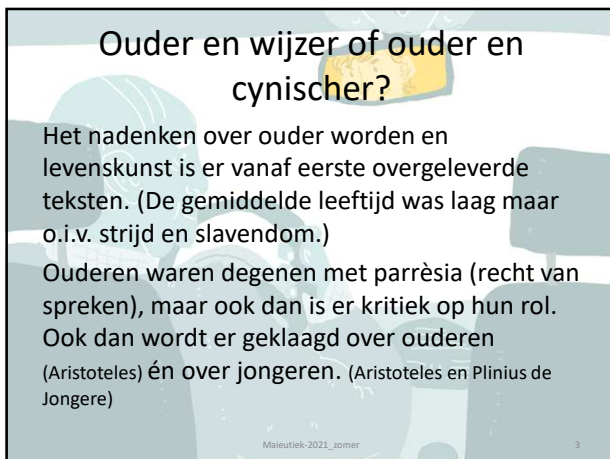 Ouder en wijzer of ouder en
cynischer?
Het nadenken over ouder worden en
levenskunst is er vanaf eerste overgeleverde
teksten. (De gemiddelde leeftijd was laag maar
o.i.v. strijd en slavendom.)
Ouderen waren degenen met parrèsia (recht van
spreken), maar ook dan is er kritiek op hun rol.
Ook dan wordt er geklaagd over ouderen
(Aristoteles) én over jongeren. (Aristoteles en Plinius de
Jongere)
Maieutiek-2021_zomer 3